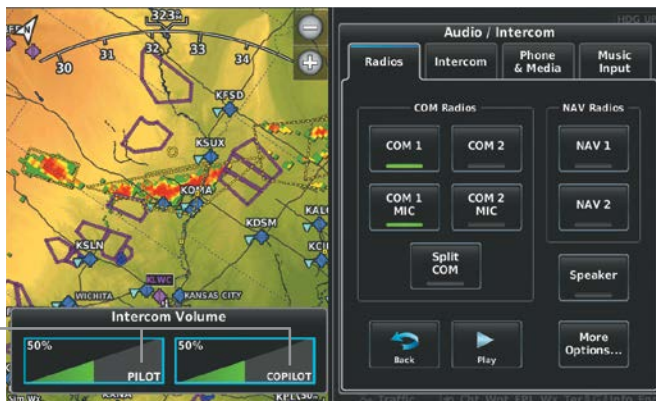 323°
30
31
32
33
34
KFSD
KSUX
KOMA
KDSM
KSLN
KLWC
WICHITA
KANSAS CITY
Intercom Volume
50%
PILOT
50%
COPILOT
HDG UP
Audio / Intercom
Radios
Intercom
Phone
& Media
Music
Input
COM Radios
NAV Radios
COM 1
COM 2
NAV 1
COM 1
MIC
COM 2
MIC
NAV 2
Split
COM
Speaker
Back
Play
More
Options...